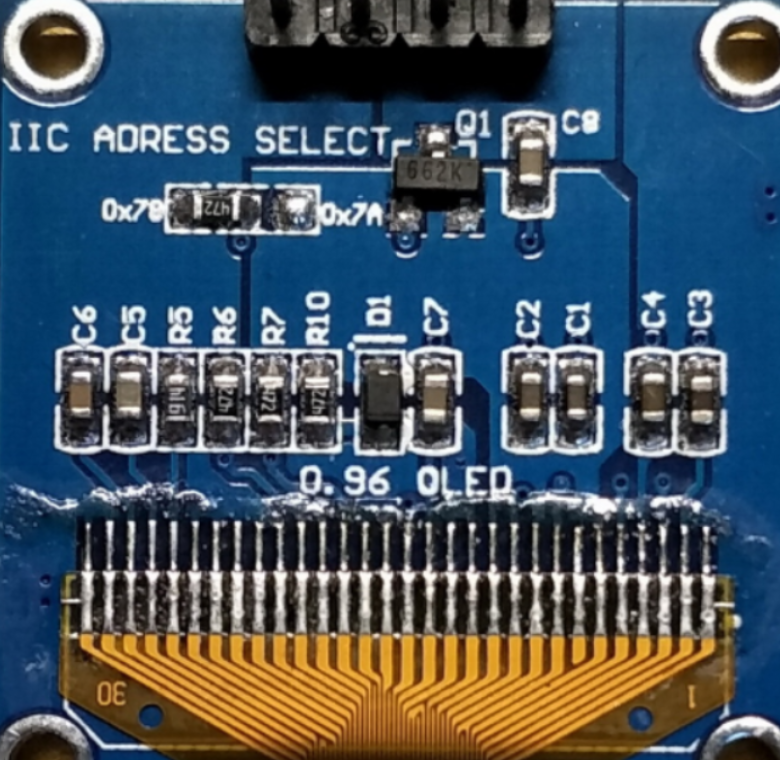 Q1 C8
IIC ADRESS SELECT
662K
0x78 472 0x7A
C6 C5 R5 R6 R7 R10 D1 C7 C2 C1 C4 C3
472 472 472
0.96 OLED
30 1